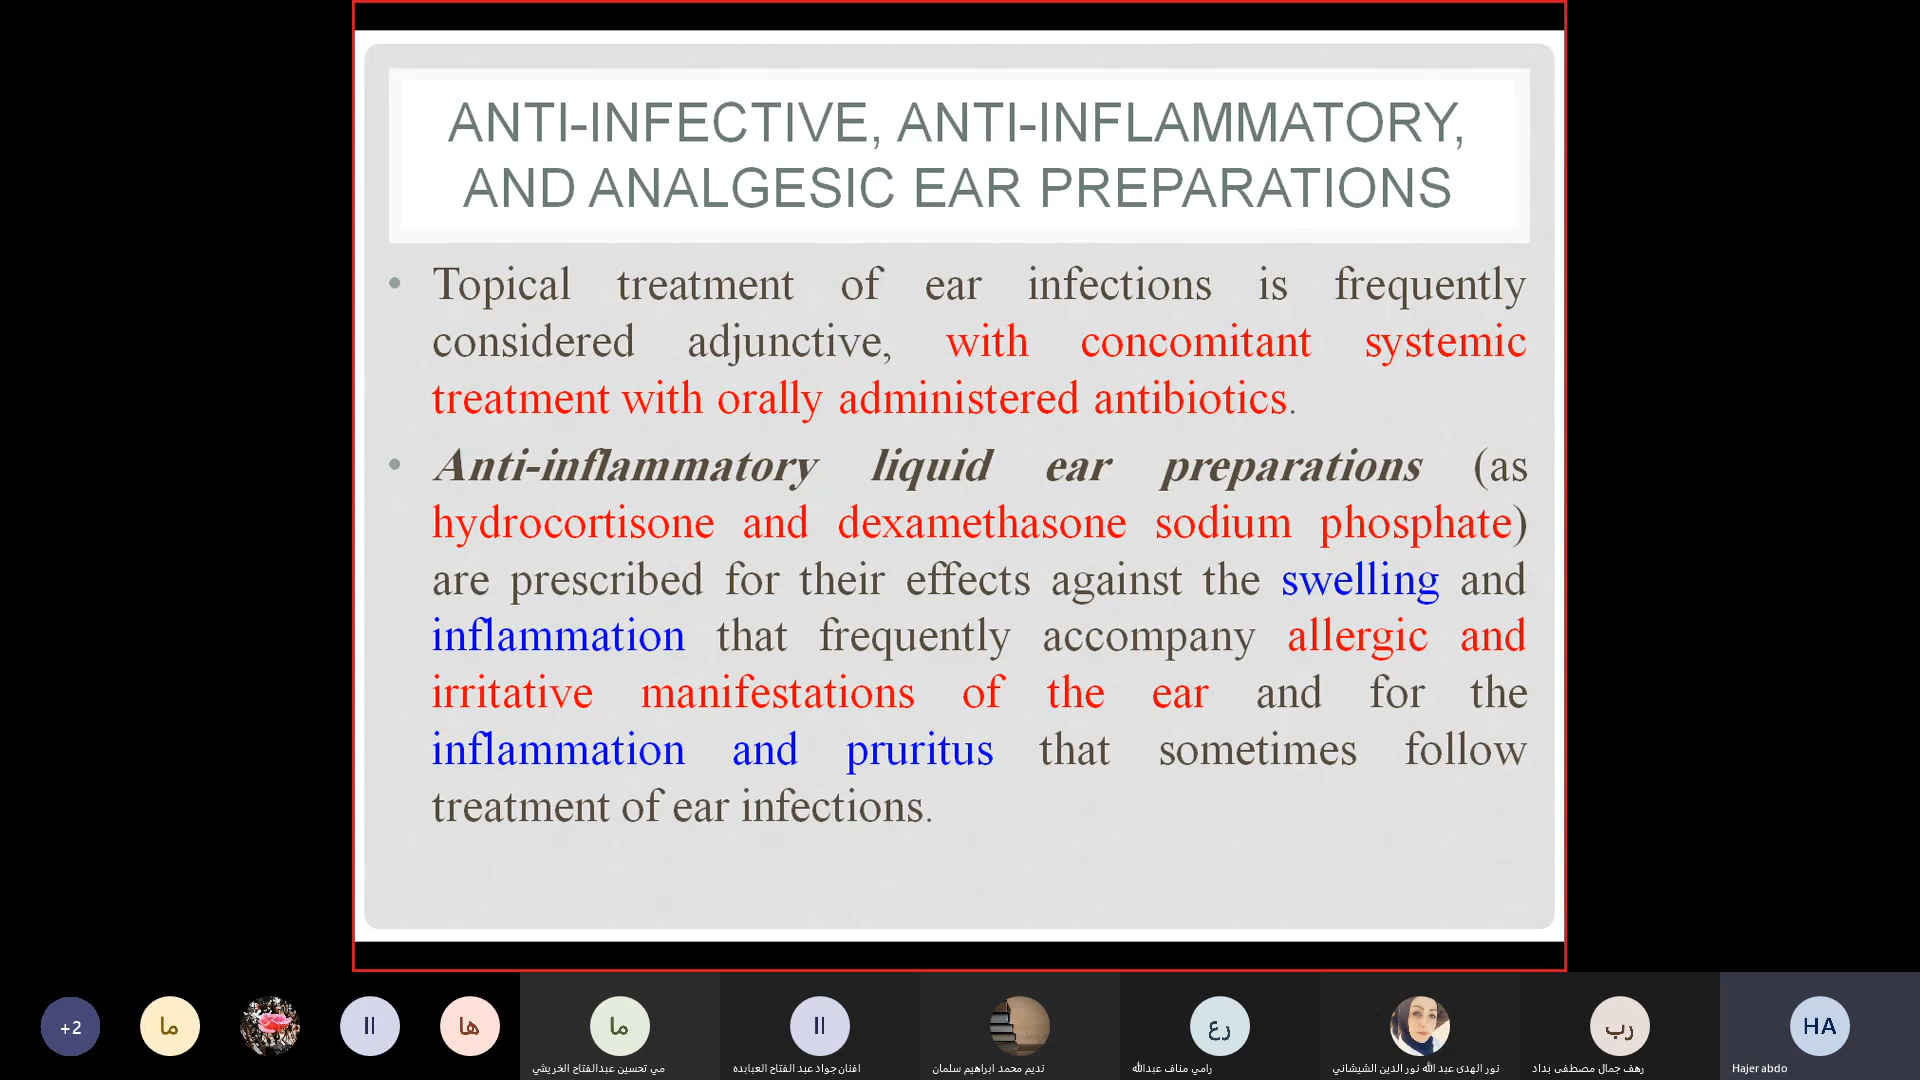 ANTI-INFECTIVE, ANTI-INFLAMMATORY,
AND ANALGESIC EAR PREPARATIONS
• Topical treatment of ear infections is frequently
considered adjunctive, with concomitant systemic
treatment with orally administered antibiotics.
• Anti-inflammatory liquid ear preparations (as
hydrocortisone and dexamethasone sodium phosphate)
are prescribed for their effects against the swelling and
inflammation that frequently accompany allergic and
irritative manifestations of the ear and for the
inflammation and pruritus that sometimes follow
treatment of ear infections.
+2
ما
اا
ها
ما
اا
رع
رب
HA
مي تحسين عبدالفتاح الخريشي
افنان جواد عبد الفتاح العبابده
نديم محمد ابراهيم سلمان
رامي مناف عبدالله
نور الهدى عبد الله نور الدين الشيشاني
رهف جمال مصطفى بداد
Hajer abdo